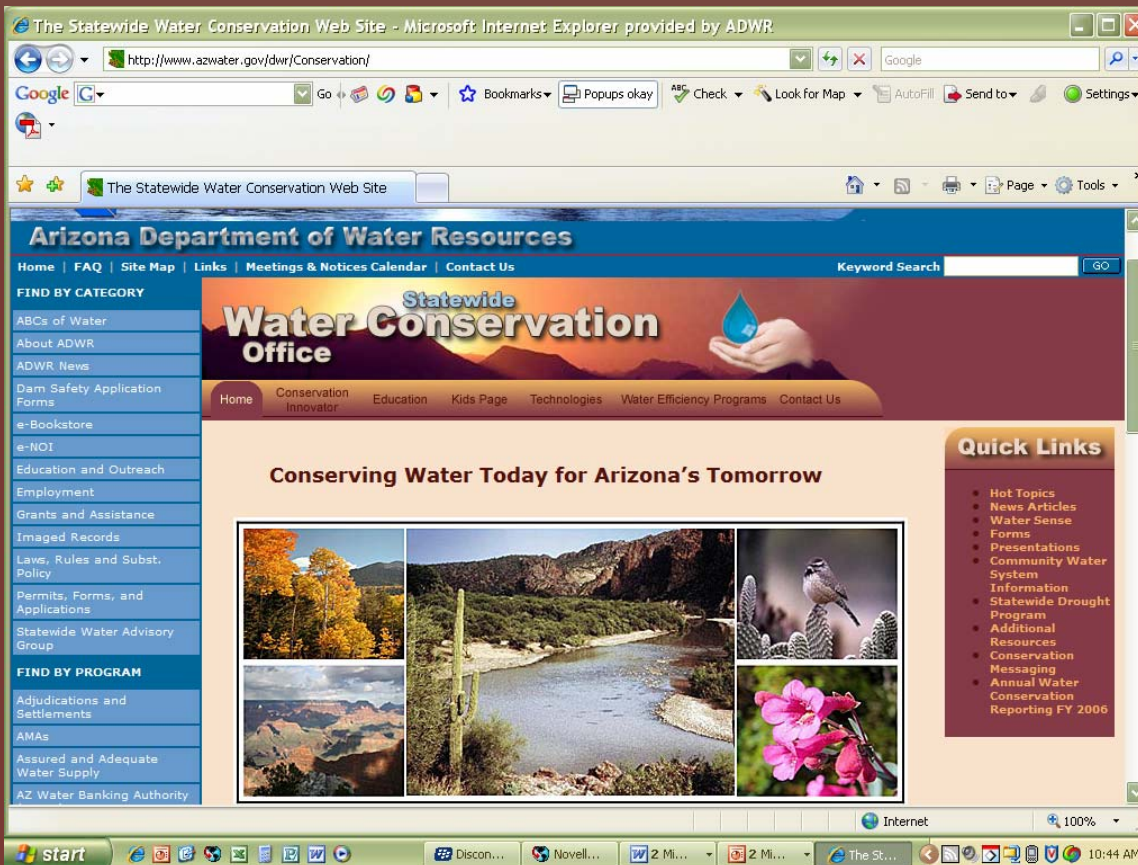 The Statewide Water Conservation Web Site - Microsoft Internet Explorer provided by ADWR
http://www.azwater.gov/dwr/Conservation/
Google
Google G
Go
Bookmarks
Popups okay
ABC Check
Look for Map
AutoFill
Send to
Settings
The Statewide Water Conservation Web Site
Page
Tools
Arizona Department of Water Resources
Home | FAQ | Site Map | Links | Meetings & Notices Calendar | Contact Us
Keyword Search
GO
FIND BY CATEGORY
ABCs of Water
About ADWR
ADWR News
Dam Safety Application
Forms
e-Bookstore
e-NOI
Education and Outreach
Employment
Grants and Assistance
Imaged Records
Laws, Rules and Subst.
Policy
Permits, Forms, and
Applications
Statewide Water Advisory
Group
FIND BY PROGRAM
Adjudications and
Settlements
AMAs
Assured and Adequate
Water Supply
AZ Water Banking Authority
Statewide
Water Conservation
Office
Home
Conservation
Innovator
Education
Kids Page
Technologies
Water Efficiency Programs
Contact Us
Conserving Water Today for Arizona's Tomorrow
Quick Links
Hot Topics
News Articles
Water Sense
Forms
Presentations
Community Water
System
Information
Statewide Drought
Program
Additional
Resources
Conservation
Messaging
Annual Water
Conservation
Reporting FY 2006
Internet
100%
start
Discon...
Novell...
2 Mi...
2 Mi...
The St...
10:44 AM